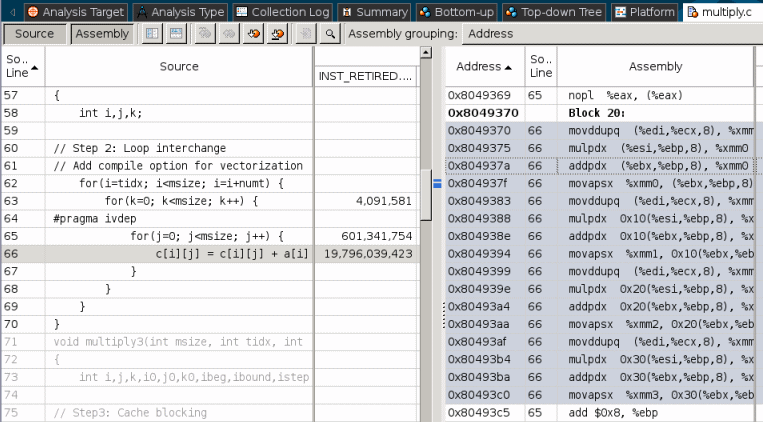 Analysis Target Analysis Type Collection Log Summary Bottom-up Top-down Tree Platform multiply.c
Source Assembly Assembly grouping: Address
So.. Line Source INST_RETIRED....
57 {
58 int i,j,k;
59
60 // Step 2: Loop interchange
61 // Add compile option for vectorization
62 for(i=tidx; i<msize; i=i+numt) {
63 for(k=0; k<msize; k++) { 4,091,581
64 #pragma ivdep
65 for(j=0; j<msize; j++) { 601,341,754
66 c[i][j] = c[i][j] + a[i] 19,796,039,423
67 }
68 }
69 }
70 }
71 void multiply3(int msize, int tidx, int
72 {
73 int i,j,k,i0,j0,k0,ibeg,ibound,istep
74
75 // Step3: Cache blocking
Address So.. Line Assembly
0x8049369 65 nopl %eax, (%eax)
0x8049370 Block 20:
0x8049370 66 movddupq (%edi,%ecx,8), %xmm
0x8049375 66 mulpdx (%esi,%ebp,8), %xmm0
0x804937a 66 addpdx (%ebx,%ebp,8), %xmm0
0x804937f 66 movapsx %xmm0, (%ebx,%ebp,8)
0x8049383 66 movddupq (%edi,%ecx,8), %xmm
0x8049388 66 mulpdx 0x10(%esi,%ebp,8), %x
0x804938e 66 addpdx 0x10(%ebx,%ebp,8), %x
0x8049394 66 movapsx %xmm1, 0x10(%ebx,%eb
0x8049399 66 movddupq (%edi,%ecx,8), %xmm
0x804939e 66 mulpdx 0x20(%esi,%ebp,8), %x
0x80493a4 66 addpdx 0x20(%ebx,%ebp,8), %x
0x80493aa 66 movapsx %xmm2, 0x20(%ebx,%eb
0x80493af 66 movddupq (%edi,%ecx,8), %xmm
0x80493b4 66 mulpdx 0x30(%esi,%ebp,8), %x
0x80493ba 66 addpdx 0x30(%ebx,%ebp,8), %x
0x80493c0 66 movapsx %xmm3, 0x30(%ebx,%eb
0x80493c5 65 add $0x8, %ebp